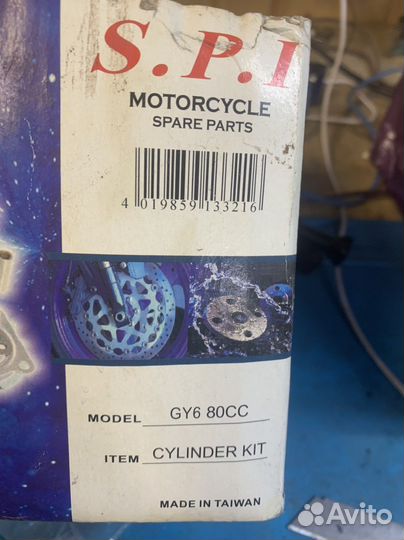 S.P.I
MOTORCYCLE
SPARE PARTS
4 019859 133216
MODEL GY6 80CC
ITEM CYLINDER KIT
MADE IN TAIWAN
Avito